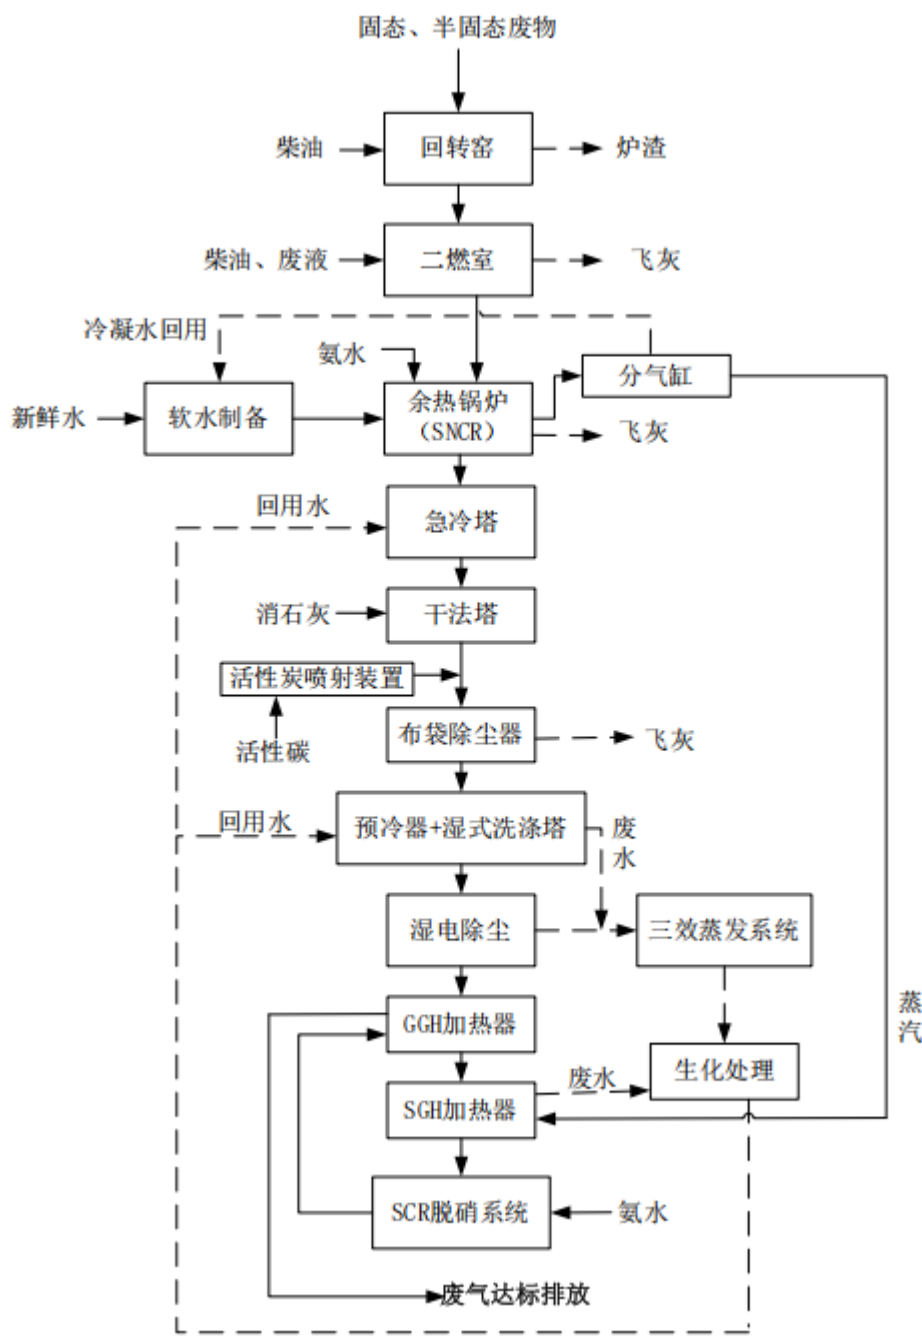 固态、半固态废物
柴油
回转窑
炉渣
柴油、废液
二燃室
飞灰
冷凝水回用
氨水
分气缸
新鲜水
软水制备
余热锅炉
（SNCR）
飞灰
回用水
急冷塔
消石灰
干法塔
活性炭喷射装置
活性碳
布袋除尘器
飞灰
回用水
预冷器+湿式洗涤塔
废
水
湿电除尘
三效蒸发系统
蒸
汽
GGH加热器
废水
生化处理
SGH加热器
SCR脱硝系统
氨水
废气达标排放